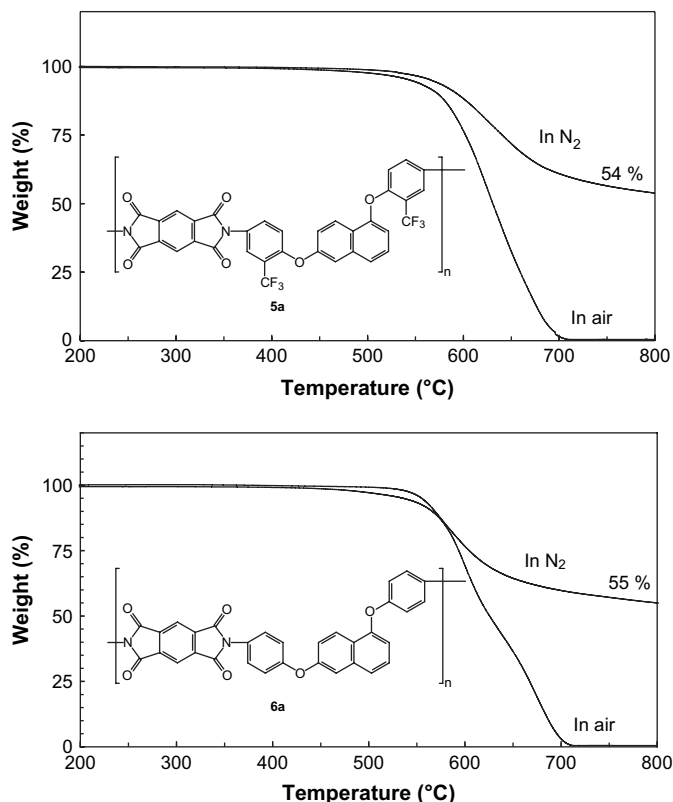 Weight (%)
100
75
50
25
0
200
300
400
500
600
700
800
Temperature (°C)
In N2
54 %
In air
O
O
N
N
O
O
O
CF3
O
CF3
n
5a
Weight (%)
100
75
50
25
0
200
300
400
500
600
700
800
Temperature (°C)
In N2
55 %
In air
O
O
N
N
O
O
O
O
n
6a